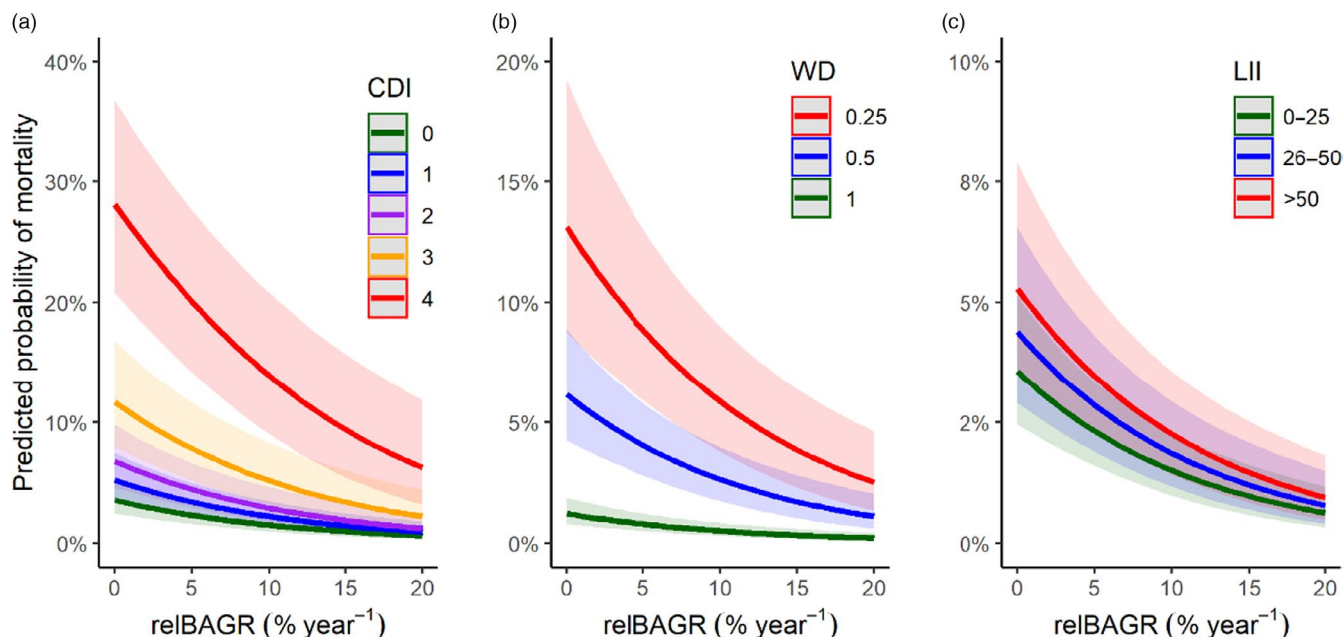 (a)
Predicted probability of mortality
40%
30%
20%
10%
0%
CDI
0
1
2
3
4
0 5 10 15 20
relBAGR (% year⁻¹)
(b)
20%
15%
10%
5%
0%
WD
0.25
0.5
1
0 5 10 15 20
relBAGR (% year⁻¹)
(c)
10%
8%
5%
2%
0%
LII
0–25
26–50
>50
0 5 10 15 20
relBAGR (% year⁻¹)